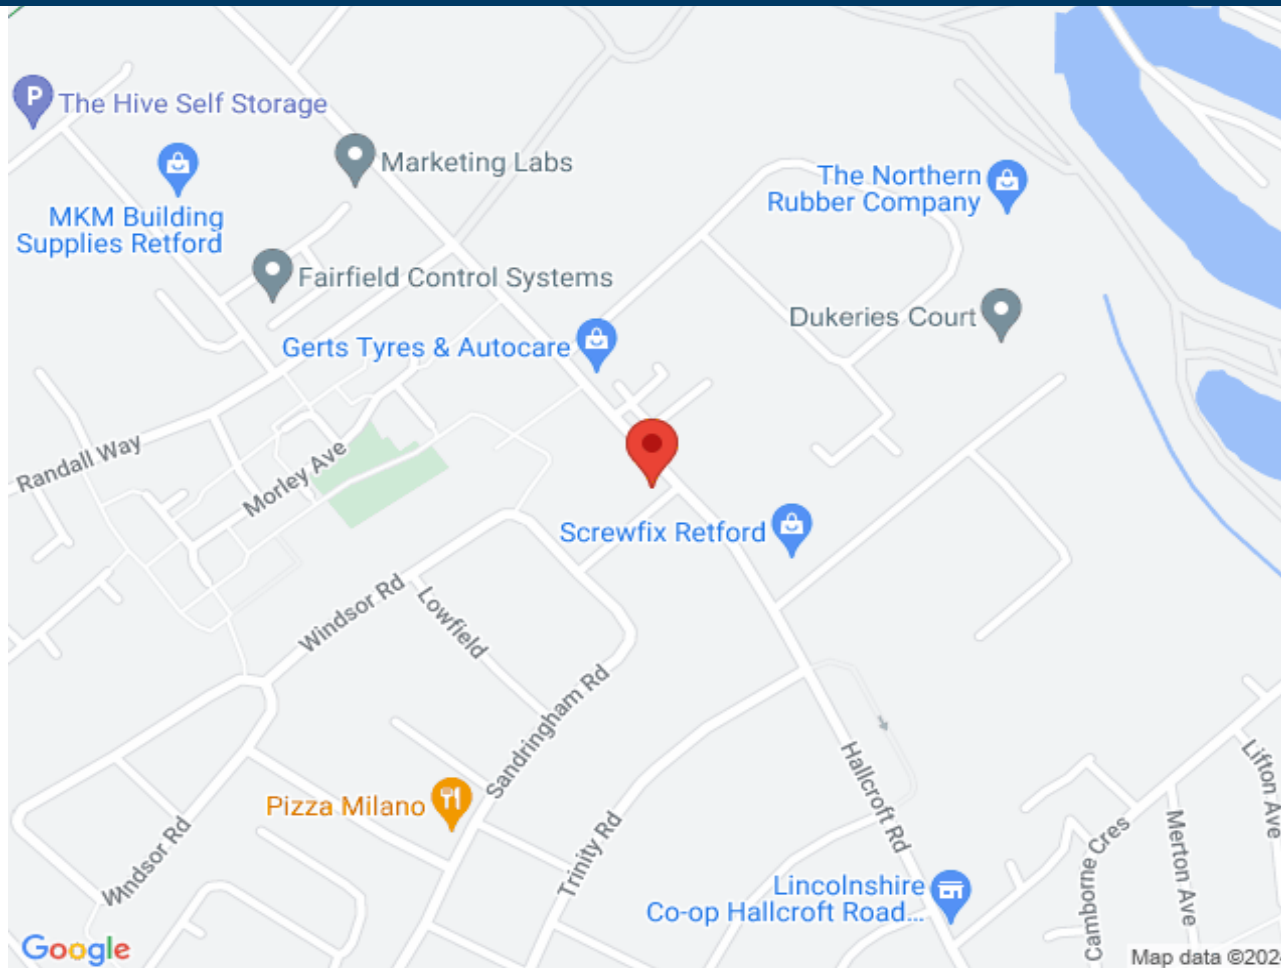 P
The Hive Self Storage
Marketing Labs
MKM Building
Supplies Retford
The Northern
Rubber Company
Fairfield Control Systems
Dukeries Court
Gerts Tyres & Autocare
Randall Way
Morley Ave
Screwfix Retford
Windsor Rd
Lowfield
Sandringham Rd
Hallcroft Rd
Lifton Ave
Pizza Milano
Trinity Rd
Windsor Rd
Merton Ave
Camborne Cres
Lincolnshire
Co-op Hallcroft Road...
Google
Map data ©202